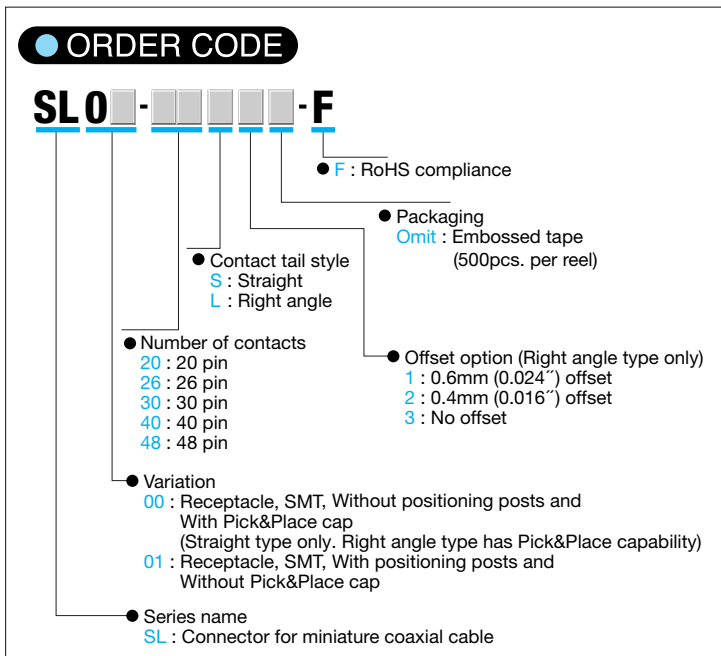 ORDER CODE
SL0 - - F
F : RoHS compliance
Packaging
Omit : Embossed tape
(500pcs. per reel)
Contact tail style
S : Straight
L : Right angle
Number of contacts
20 : 20 pin
26 : 26 pin
30 : 30 pin
40 : 40 pin
48 : 48 pin
Offset option (Right angle type only)
1 : 0.6mm (0.024˝) offset
2 : 0.4mm (0.016˝) offset
3 : No offset
Variation
00 : Receptacle, SMT, Without positioning posts and
With Pick&Place cap
(Straight type only. Right angle type has Pick&Place capability)
01 : Receptacle, SMT, With positioning posts and
Without Pick&Place cap
Series name
SL : Connector for miniature coaxial cable